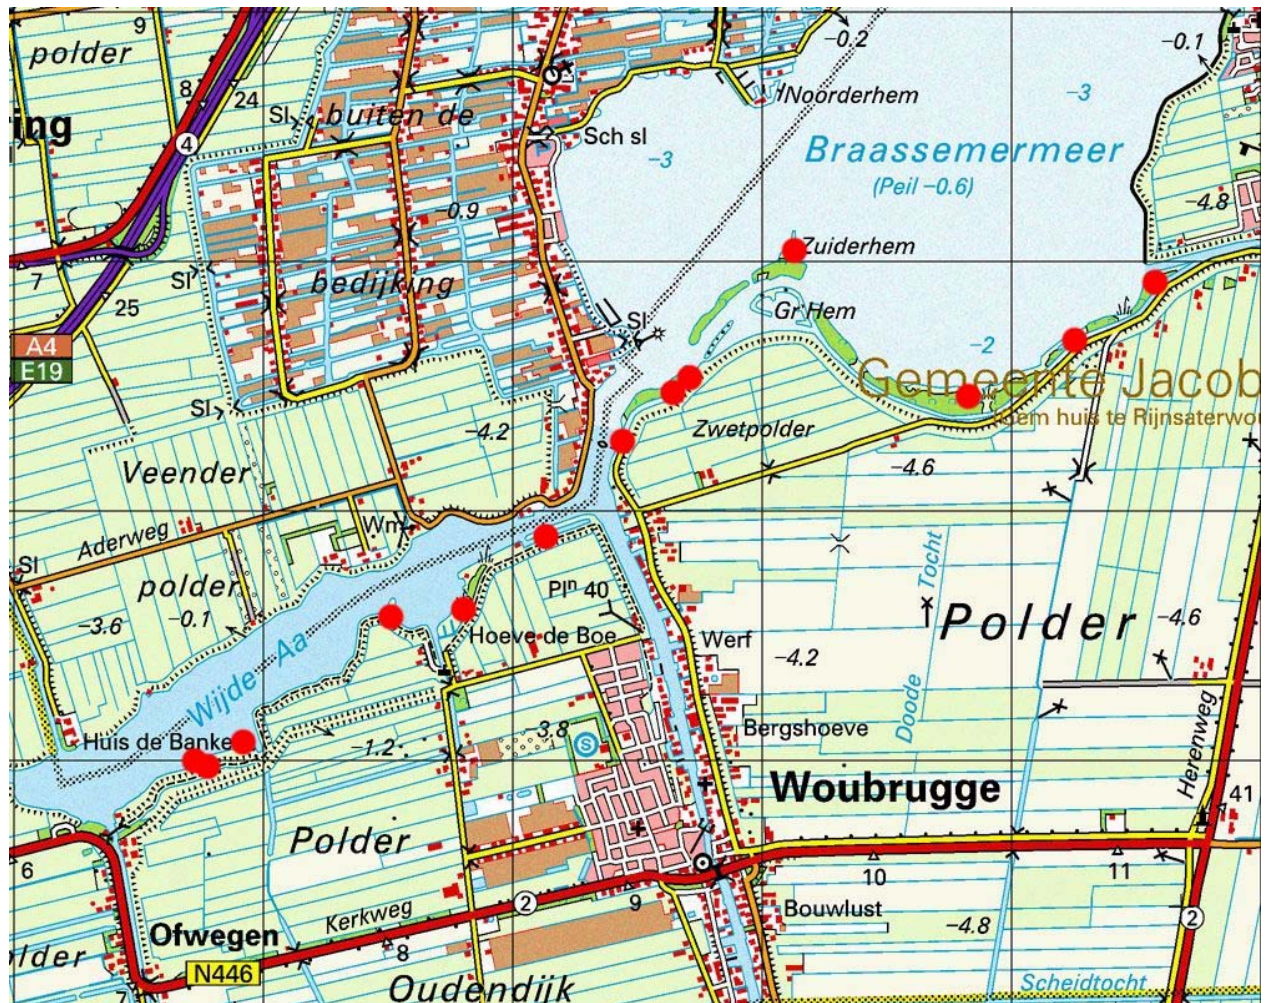 9
polder
8
24
ing
4
Sl
buiten de
Sch sl
-0.2
Noorderhem
-3
-0.1
Braassemermeer
(Peil -0.6)
-3
-0.9
-4.8
7
25
Sl
bedijking
Zuiderhem
Gr Hem
Sl
-2
A4
E19
Gemeente Jacob
Sl
-4.2
Zwetpolder
Veender
-4.6
Aderweg
Wm
Sl
polder
-0.1
-3.6
Plⁿ 40
Tocht
Doode
Polder
-4.6
Hoeve de Boe
Werf
-4.2
Wijde Aa
Huis de Banke
-1.2
3.8
S
Bergshoeve
Herenweg
Woubrugge
41
Polder
6
10
11
2
9
Kerkweg
8
Bouwlust
-4.8
2
Ofwegen
N446
older
7
Oudendijk
Scheidtocht